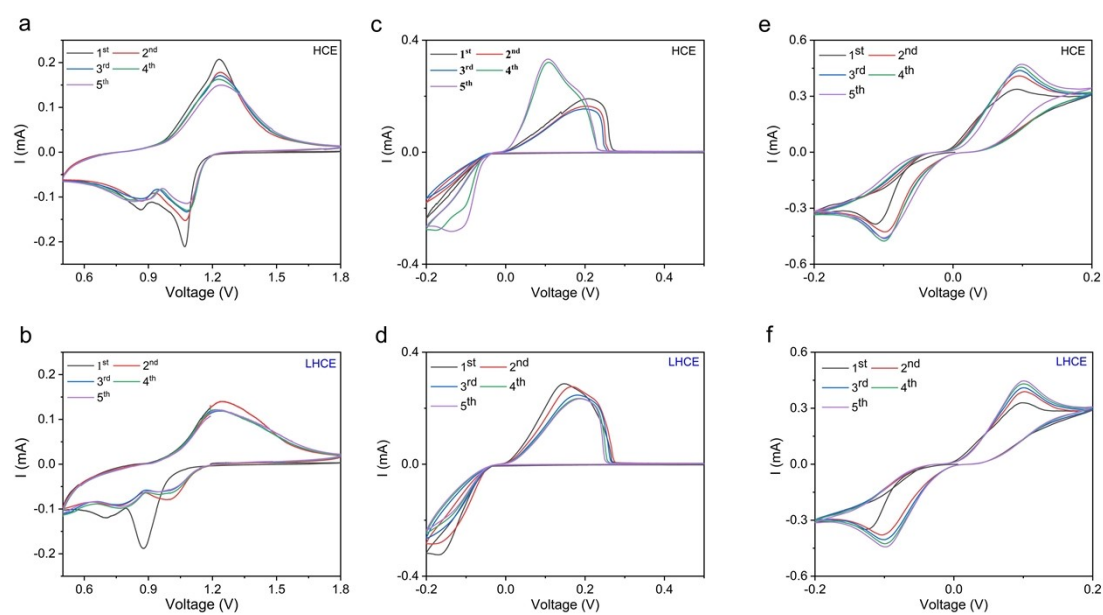 a
HCE
1st 2nd
3rd 4th
5th
0.2
0.1
0.0
-0.1
-0.2
I (mA)
0.6 0.9 1.2 1.5 1.8
Voltage (V)
c
HCE
1st 2nd
3rd 4th
5th
0.4
0.0
-0.4
I (mA)
-0.2 0.0 0.2 0.4
Voltage (V)
e
HCE
1st 2nd
3rd 4th
5th
0.6
0.3
0.0
-0.3
-0.6
I (mA)
-0.2 0.0 0.2
Voltage (V)
b
LHCE
1st 2nd
3rd 4th
5th
0.2
0.1
0.0
-0.1
-0.2
I (mA)
0.6 0.9 1.2 1.5 1.8
Voltage (V)
d
LHCE
1st 2nd
3rd 4th
5th
0.4
0.0
-0.4
I (mA)
-0.2 0.0 0.2 0.4
Voltage (V)
f
LHCE
1st 2nd
3rd 4th
5th
0.6
0.3
0.0
-0.3
-0.6
I (mA)
-0.2 0.0 0.2
Voltage (V)